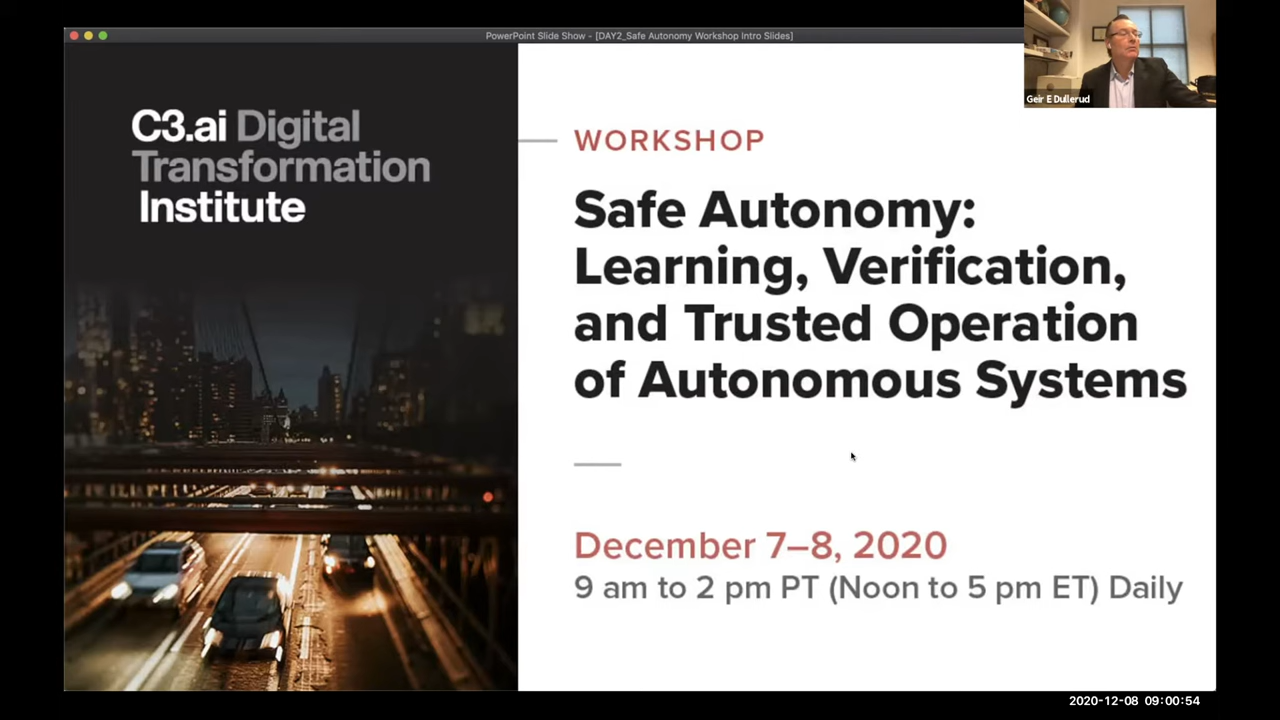 PowerPoint Slide Show - [DAY2_Safe Autonomy Workshop Intro Slides]
Geir E Dullerud
C3.ai Digital
Transformation
Institute
WORKSHOP
Safe Autonomy:
Learning, Verification,
and Trusted Operation
of Autonomous Systems
December 7–8, 2020
9 am to 2 pm PT (Noon to 5 pm ET) Daily
2020-12-08 09:00:54